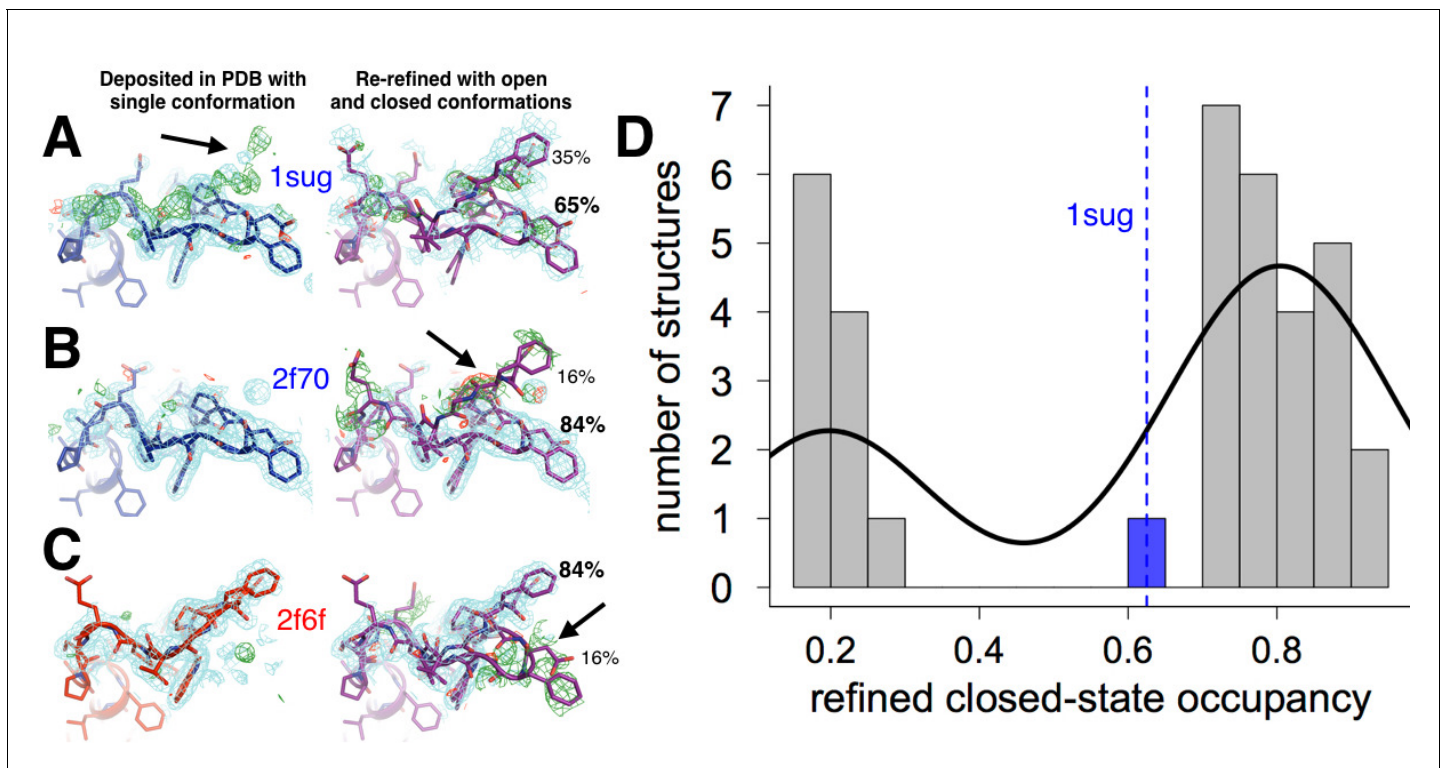 Deposited in PDB with
single conformation
Re-refined with open
and closed conformations
A
1sug
35%
65%
B
2f70
16%
84%
C
2f6f
84%
16%
D
number of structures
7
6
5
4
3
2
1
0
1sug
0.2 0.4 0.6 0.8
refined closed-state occupancy